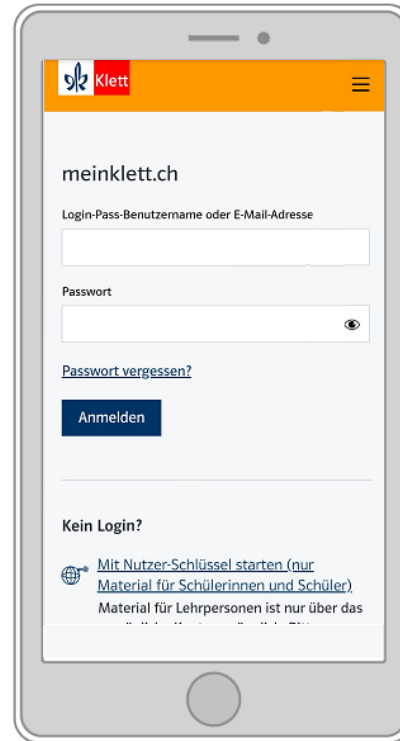 Klett
meinklett.ch
Login-Pass-Benutzername oder E-Mail-Adresse
Passwort
Passwort vergessen?
Anmelden
Kein Login?
Mit Nutzer-Schlüssel starten (nur
Material für Schülerinnen und Schüler)
Material für Lehrpersonen ist nur über das